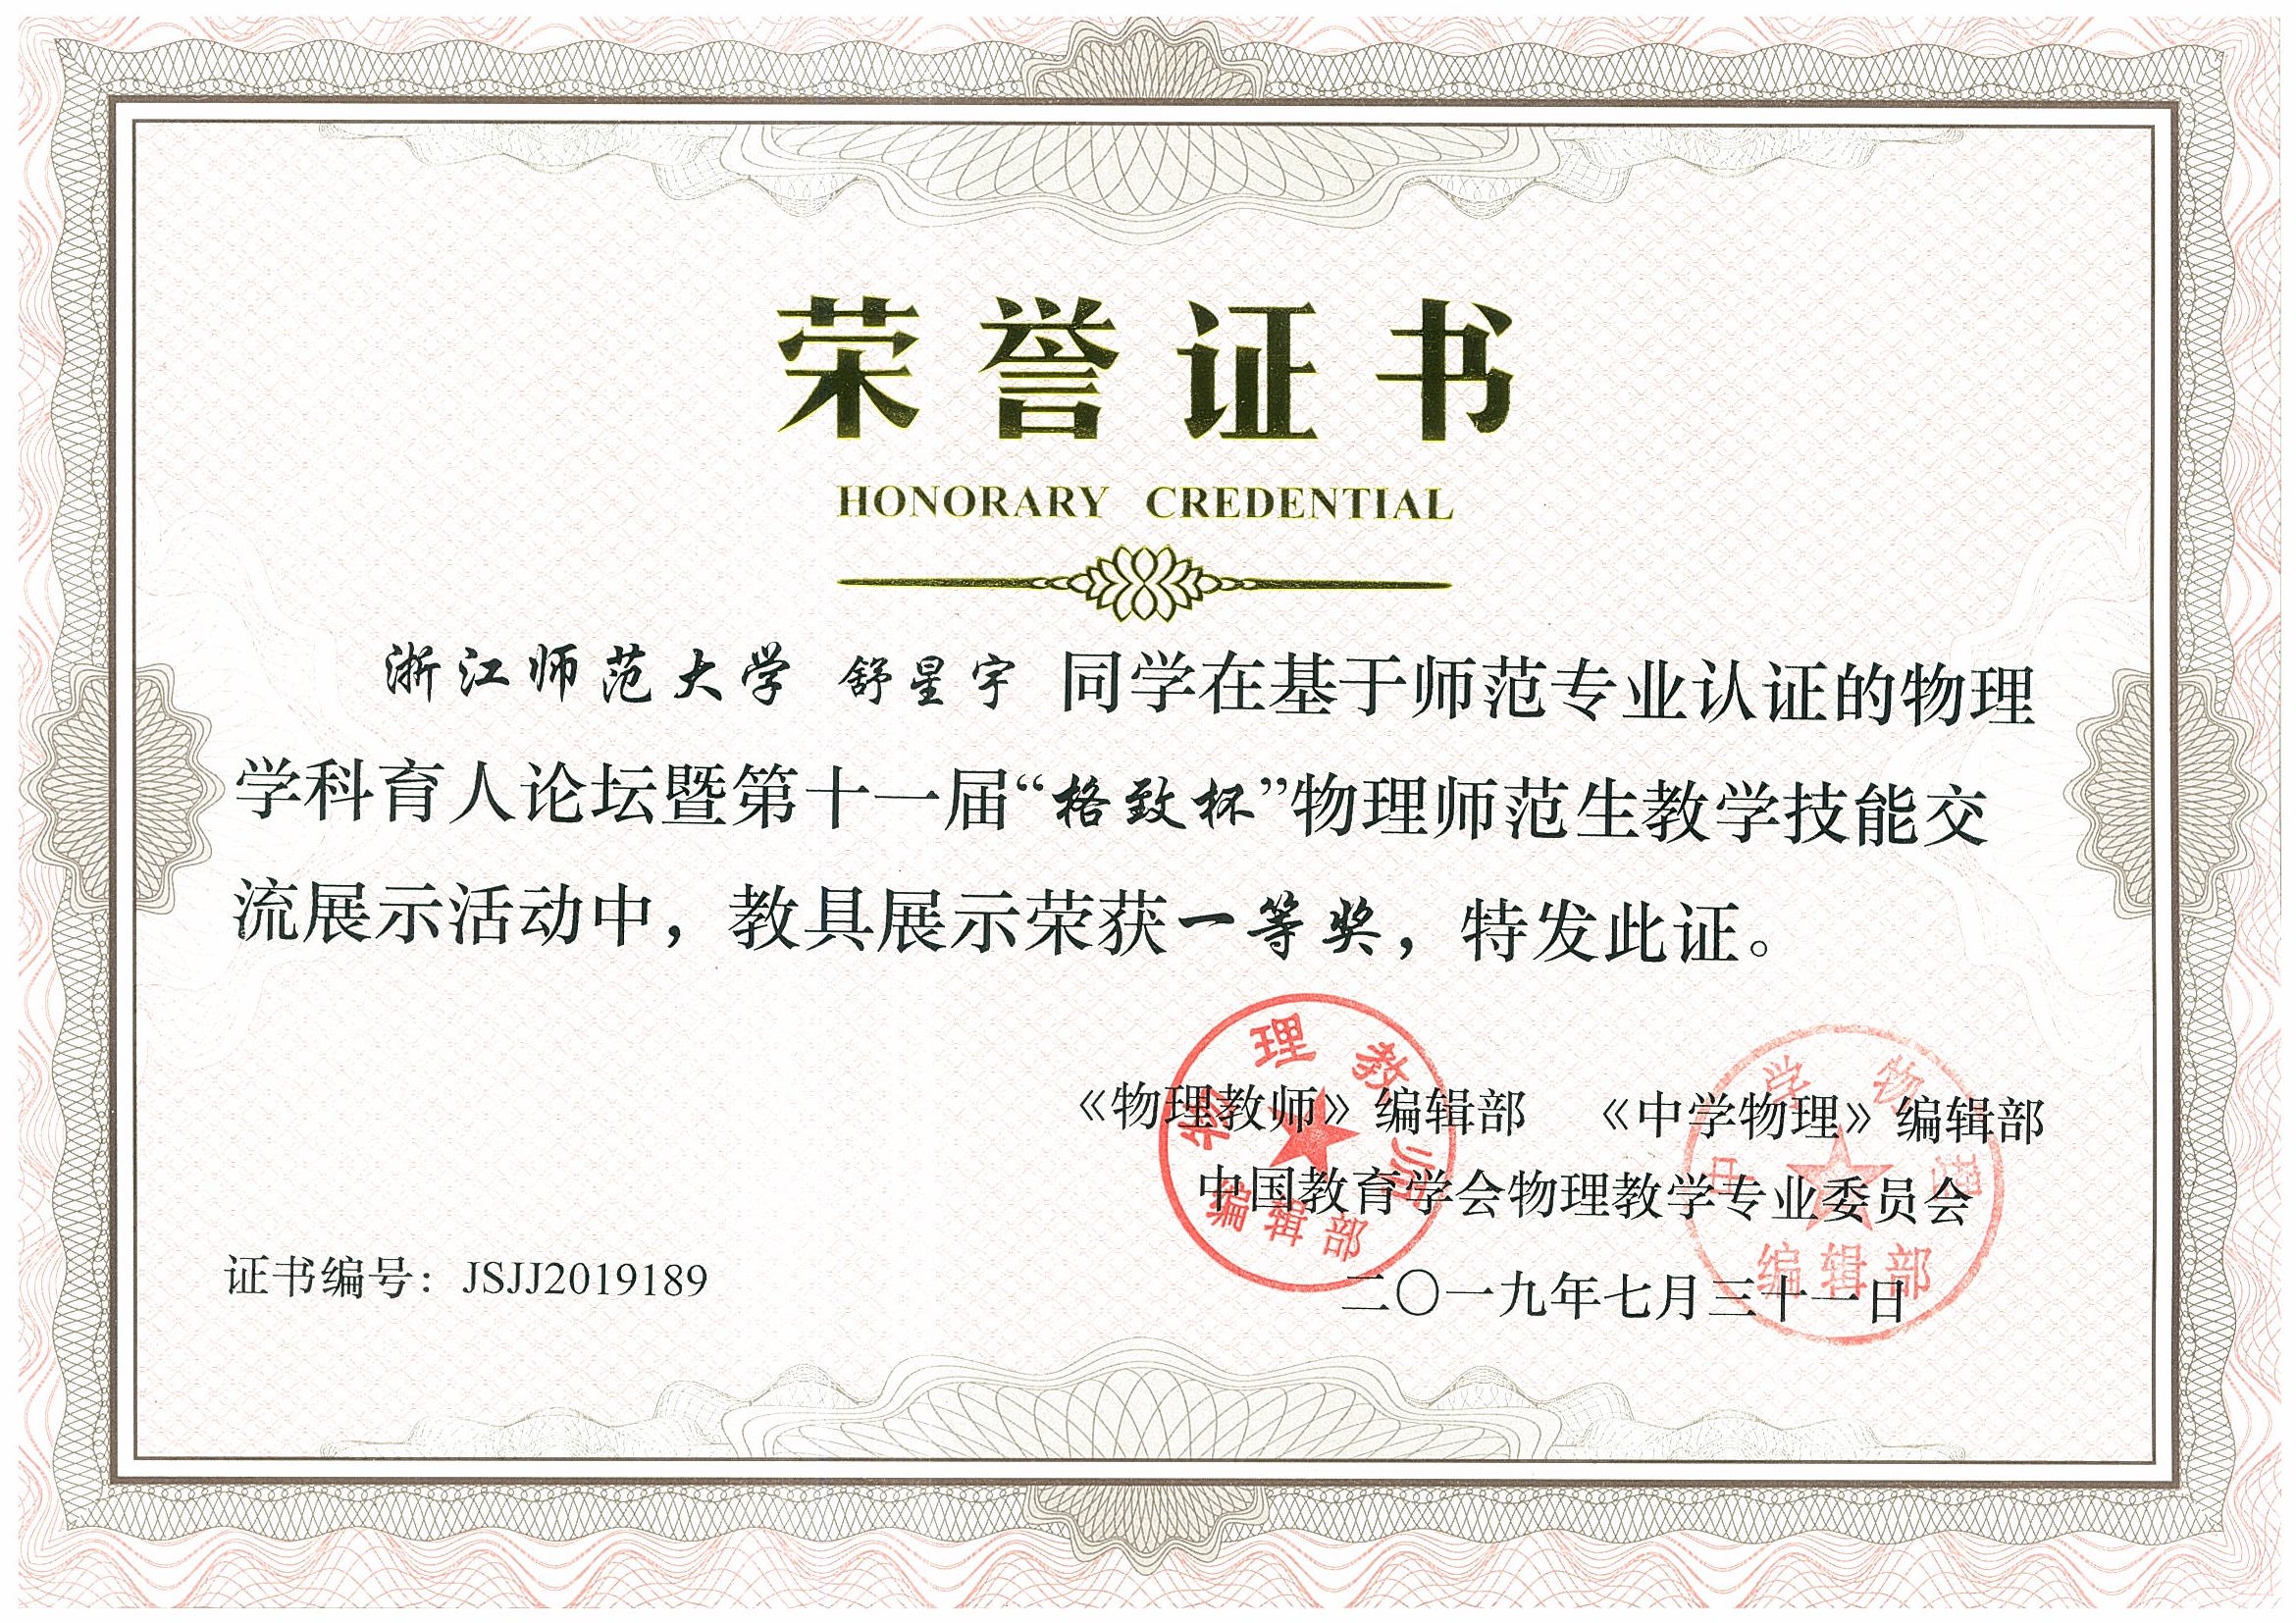 荣誉证书
HONORARY CREDENTIAL
浙江师范大学 舒星宇 同学在基于师范专业认证的物理
学科育人论坛暨第十一届“格致杯”物理师范生教学技能交
流展示活动中，教具展示荣获一等奖，特发此证。
物理教师
编辑部
中学物理
编辑部
《物理教师》编辑部 《中学物理》编辑部
中国教育学会物理教学专业委员会
证书编号：JSJJ2019189
二〇一九年七月三十一日